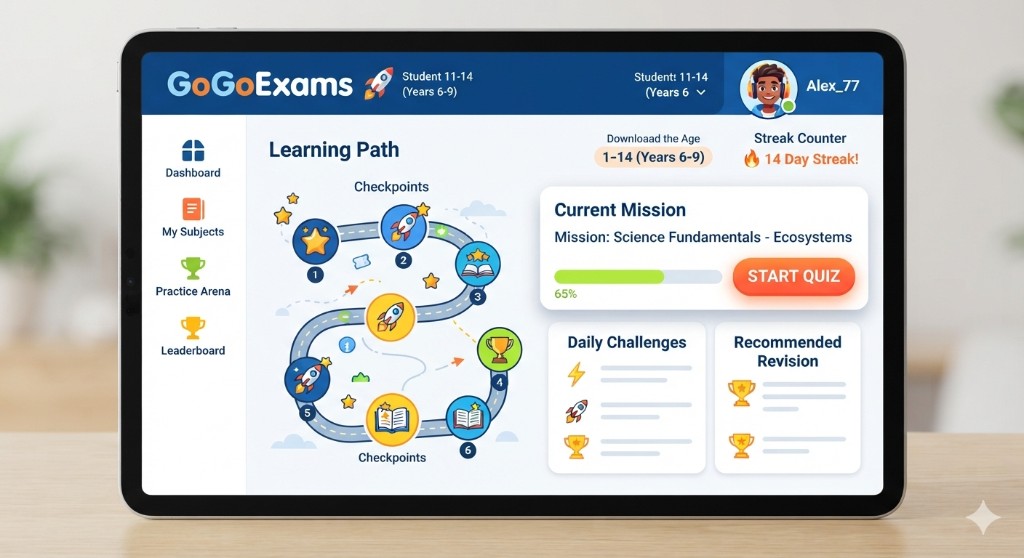 GoGoExams
Student 11-14
(Years 6-9)
Student: 11-14
(Years 6
Alex_77
Dashboard
My Subjects
Practice Arena
Leaderboard
Learning Path
Checkpoints
1
2
3
4
5
6
Checkpoints
Downloaad the Age
1-14 (Years 6-9)
Streak Counter
14 Day Streak!
Current Mission
Mission: Science Fundamentals - Ecosystems
65%
START QUIZ
Daily Challenges
Recommended
Revision